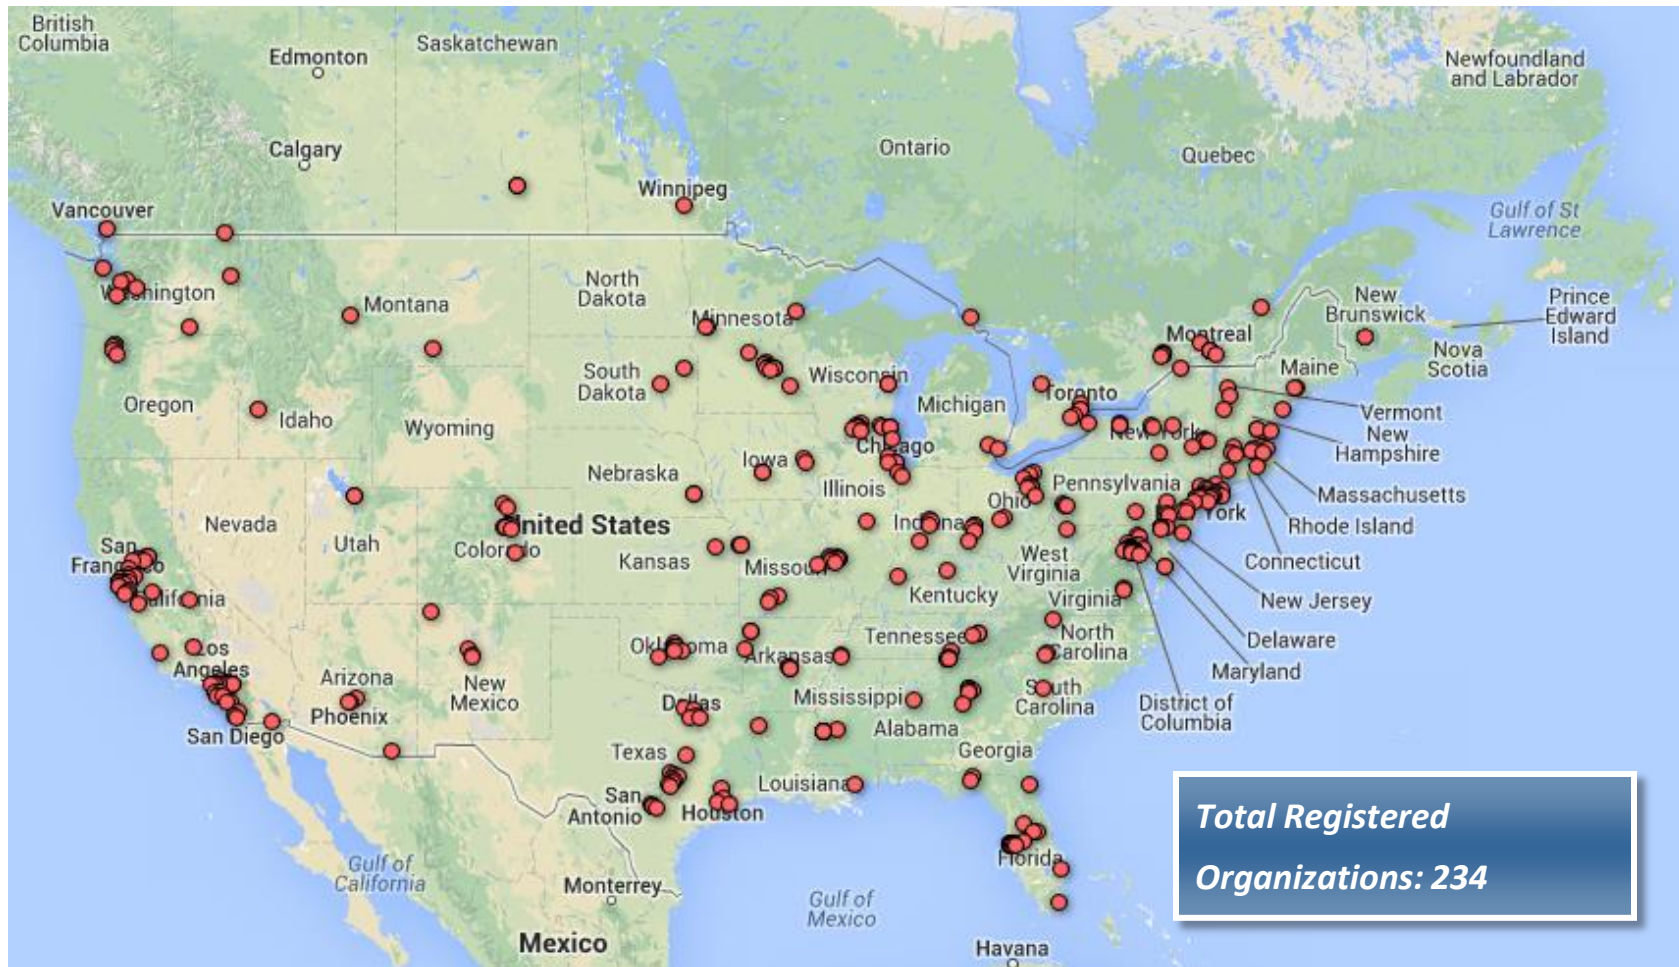 British
Columbia
Edmonton
Saskatchewan
Newfoundland
and Labrador
Calgary
Ontario
Quebec
Winnipeg
Vancouver
Gulf of St
Lawrence
Washington
Montana
North
Dakota
Minnesota
Montreal
New
Brunswick
Prince
Edward
Island
Nova
Scotia
Oregon
Idaho
Wyoming
South
Dakota
Wisconsin
Michigan
Toronto
Maine
Vermont
New
Hampshire
New York
Chicago
Iowa
Nebraska
Illinois
Ohio
Pennsylvania
Massachusetts
Rhode Island
Connecticut
New Jersey
Delaware
Maryland
District of
Columbia
York
Nevada
Utah
Colorado
United States
Kansas
Missouri
Indiana
West
Virginia
Virginia
Kentucky
San
Francisco
California
Los
Angeles
San Diego
Arizona
Phoenix
New
Mexico
Oklahoma
Arkansas
Tennessee
North
Carolina
South
Carolina
Mississippi
Alabama
Georgia
Dallas
Texas
San
Antonio
Houston
Louisiana
Florida
Gulf of
California
Monterrey
Gulf of
Mexico
Mexico
Havana
Total Registered
Organizations: 234